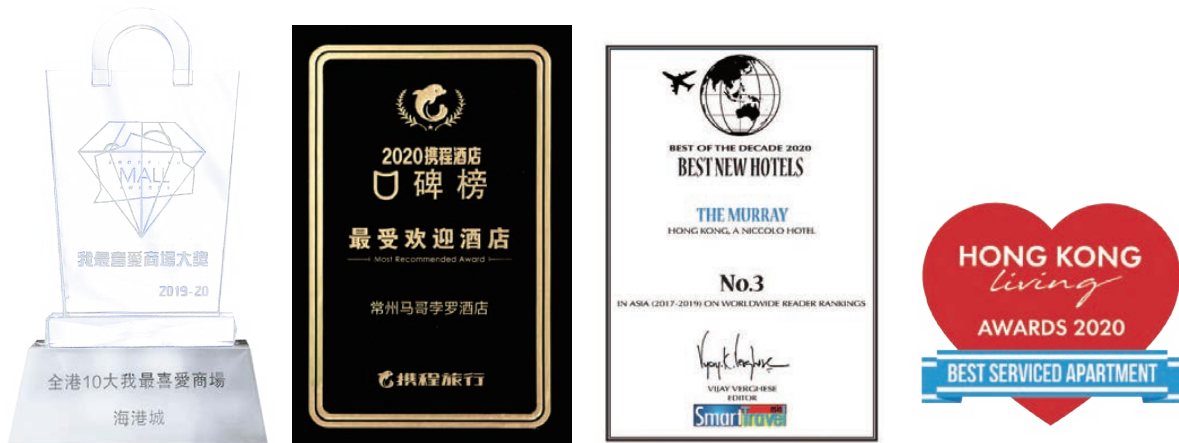 SHOPPING
MALL
AWARDS
我最喜愛商場大獎
2019-20
全港10大我最喜愛商場
海港城
2020携程酒店
口碑榜
最受欢迎酒店
Most Recommended Award
常州马哥孛罗酒店
携程旅行
BEST OF THE DECADE 2020
BEST NEW HOTELS
THE MURRAY
HONG KONG, A NICCOLO HOTEL
No.3
IN ASIA (2017-2019) ON WORLDWIDE READER RANKINGS
VIJAY VERGHESE
EDITOR
SmartTravel
HONG KONG
living
AWARDS 2020
BEST SERVICED APARTMENT